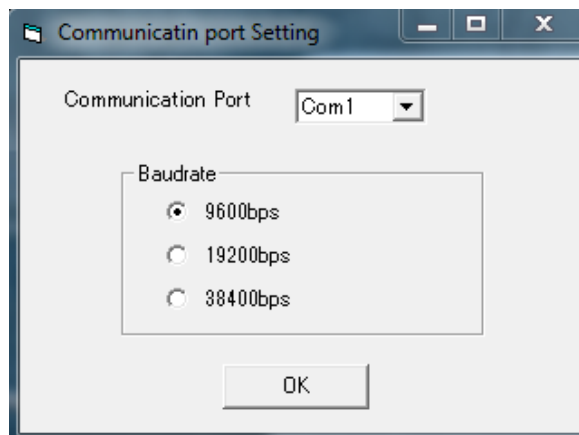 Communicatin port Setting
Communication Port Com1
Baudrate
9600bps
19200bps
38400bps
OK